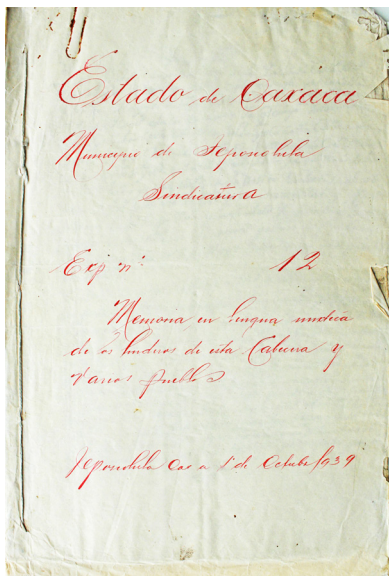 Estado de Oaxaca
Municipio de Teposcolula
Sindicatura
Exp. n° 12
Memoria en lengua mixteca
de los linderos de esta Cabecera y
varios pueblos
Teposcolula Oax a 1° de Octubre 1939